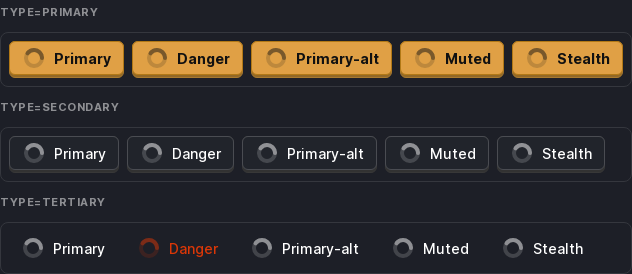 TYPE=PRIMARY
Primary Danger Primary-alt Muted Stealth
TYPE=SECONDARY
Primary Danger Primary-alt Muted Stealth
TYPE=TERTIARY
Primary Danger Primary-alt Muted Stealth